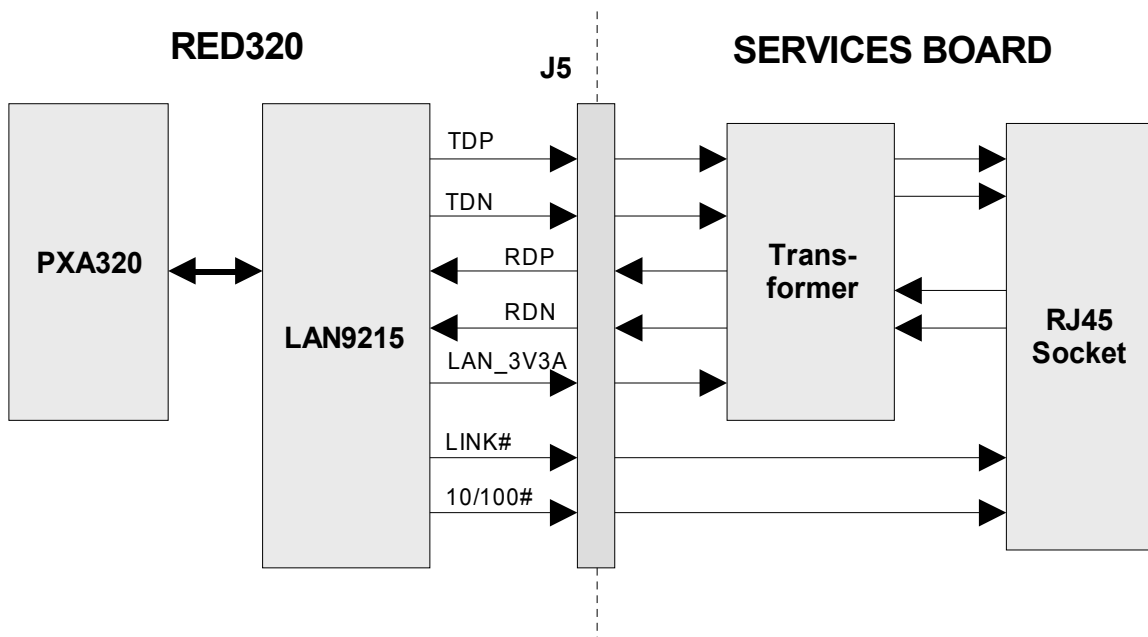 RED320
SERVICES BOARD
J5
PXA320
LAN9215
TDP
TDN
RDP
RDN
LAN_3V3A
LINK#
10/100#
Trans-
former
RJ45
Socket